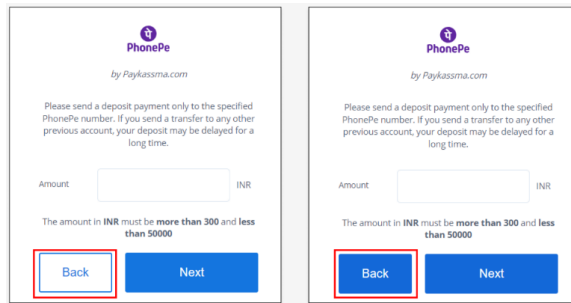 पे
PhonePe
by Paykassma.com
Please send a deposit payment only to the specified
PhonePe number. If you send a transfer to any other
previous account, your deposit may be delayed for a
long time.
Amount
INR
The amount in INR must be more than 300 and less
than 50000
Back
Next
पे
PhonePe
by Paykassma.com
Please send a deposit payment only to the specified
PhonePe number. If you send a transfer to any other
previous account, your deposit may be delayed for a
long time.
Amount
INR
The amount in INR must be more than 300 and less
than 50000
Back
Next